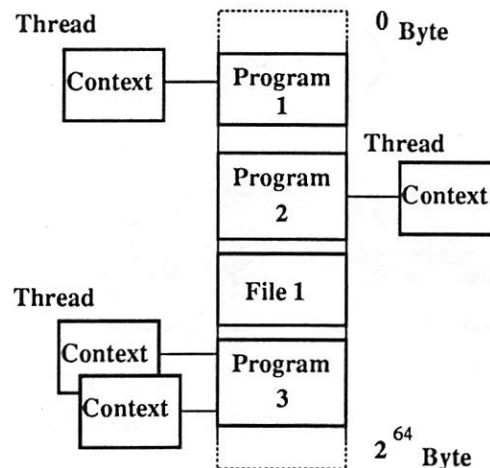 Thread
0 Byte
Context
Program
1
Thread
Program
2
Context
File 1
Thread
Context
Program
3
Context
2^64 Byte